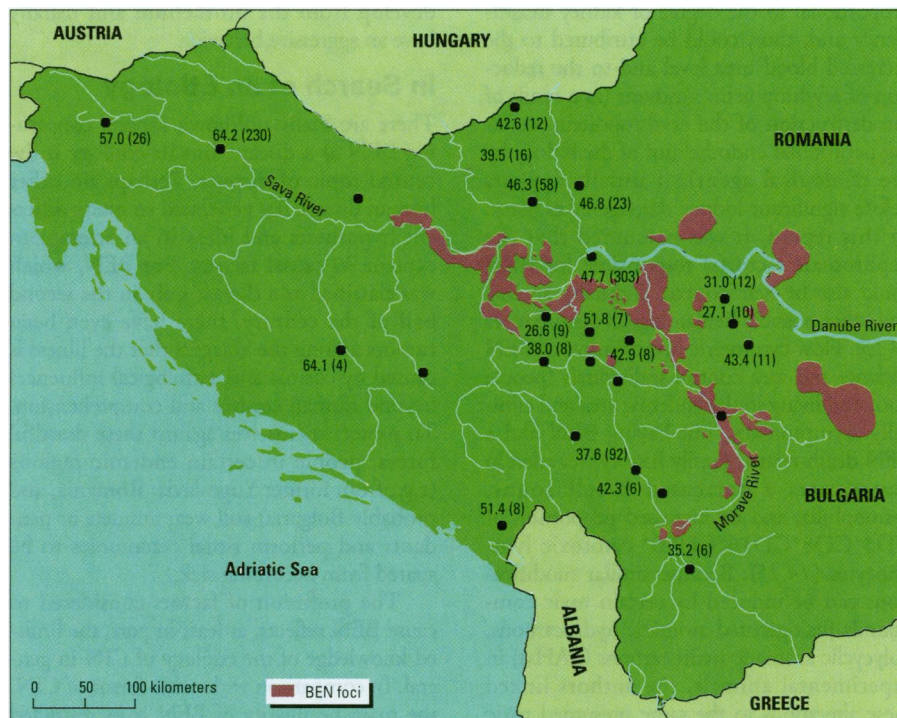 AUSTRIA
HUNGARY
ROMANIA
57.0 (26)
64.2 (230)
42.6 (12)
39.5 (16)
46.3 (58)
46.8 (23)
Sava River
47.7 (303)
31.0 (12)
27.1 (10)
Danube River
26.6 (9)
51.8 (7)
38.0 (8)
42.9 (8)
43.4 (11)
64.1 (4)
37.6 (92)
42.3 (6)
Morave River
BULGARIA
51.4 (8)
35.2 (6)
Adriatic Sea
ALBANIA
GREECE
0 50 100 kilometers
BEN foci